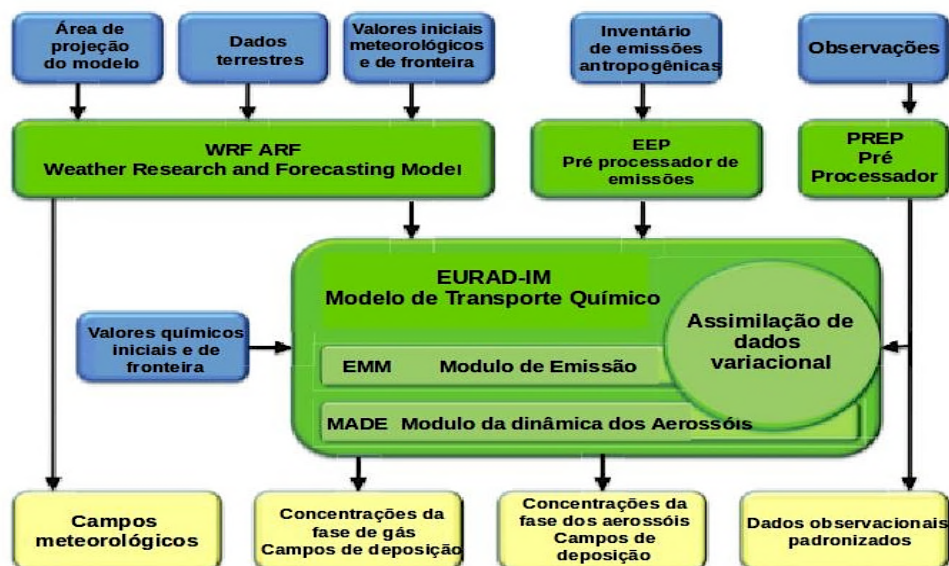 Área de
projeção
do modelo
Dados
terrestres
Valores iniciais
meteorológicos
e de fronteira
Inventário
de emissões
antropogênicas
Observações
WRF ARF
Weather Research and Forecasting Model
EEP
Pré processador de
emissões
PREP
Pré
Processador
EURAD-IM
Modelo de Transporte Químico
Assimilação de
dados
variacional
Valores químicos
iniciais e de
fronteira
EMM Modulo de Emissão
MADE Modulo da dinâmica dos Aerossóis
Campos
meteorológicos
Concentrações da
fase de gás
Campos de deposição
Concentrações da
fase dos aerossóis
Campos de
deposição
Dados observacionais
padronizados